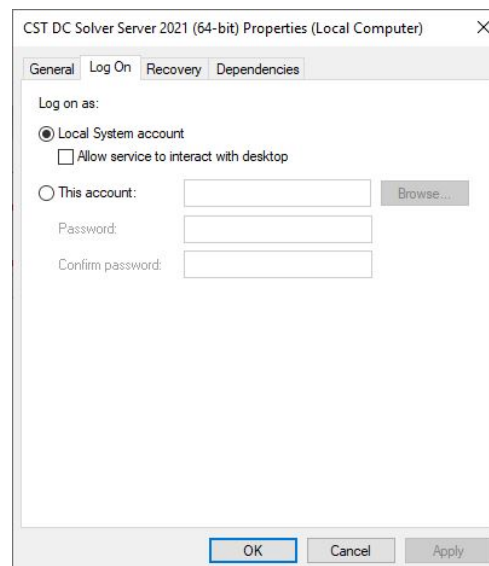 CST DC Solver Server 2021 (64-bit) Properties (Local Computer)
General Log On Recovery Dependencies
Log on as:
Local System account
Allow service to interact with desktop
This account:
Browse...
Password:
Confirm password:
OK Cancel Apply